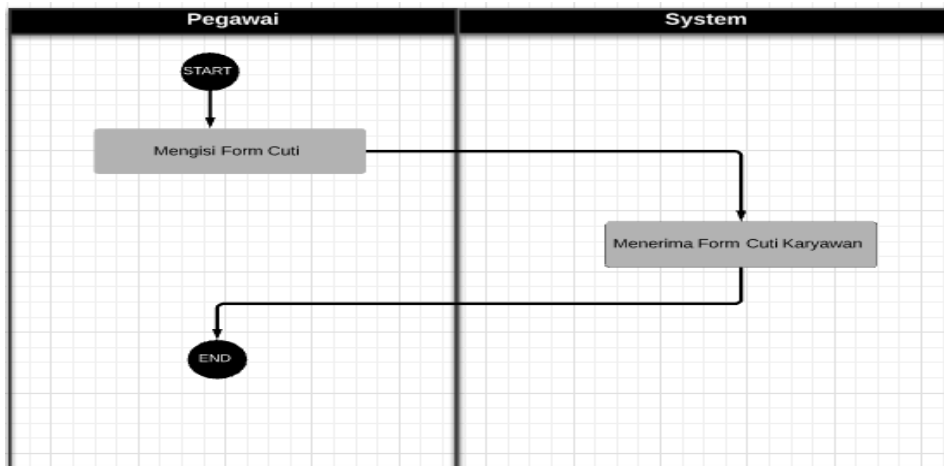 Pegawai
System
START
Mengisi Form Cuti
Menerima Form Cuti Karyawan
END